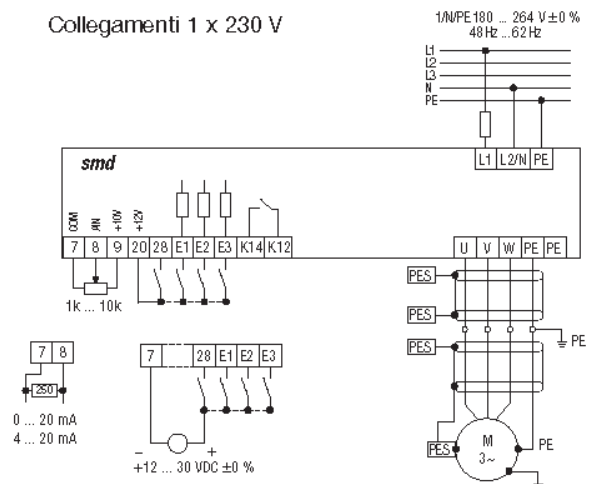 Collegamenti 1 x 230 V
1/N/PE 180 ... 264 V ±0 %
48 Hz ... 62 Hz
L1
L2
L3
N
PE
smd
L1 L2/N PE
COM AIN +10V +12V
7 8 9 20 28 E1 E2 E3 K14 K12
U V W PE PE
1k ... 10k
PES
PES
PE
PES
7 8
250
0 ... 20 mA
4 ... 20 mA
7 28 E1 E2 E3
- +
+12 ... 30 VDC ±0 %
PES
M
3~
PE